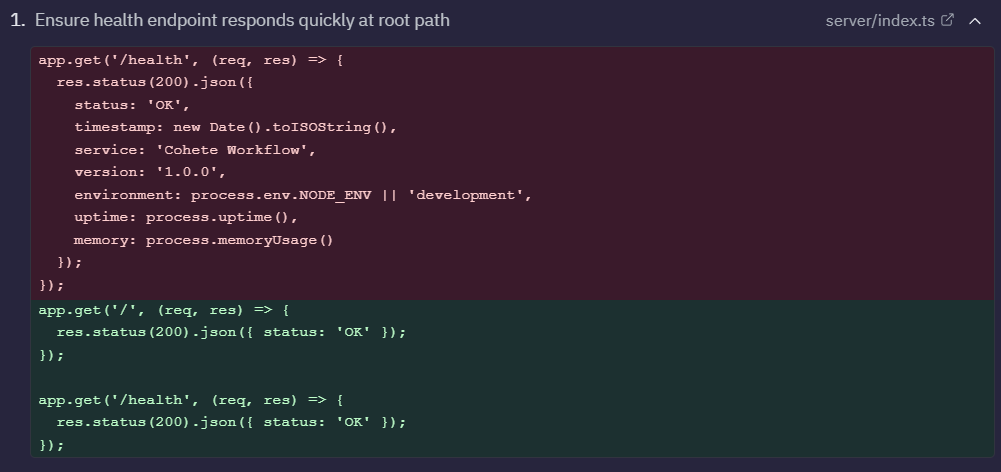 1. Ensure health endpoint responds quickly at root path server/index.ts
app.get('/health', (req, res) => {
  res.status(200).json({
    status: 'OK',
    timestamp: new Date().toISOString(),
    service: 'Cohete Workflow',
    version: '1.0.0',
    environment: process.env.NODE_ENV || 'development',
    uptime: process.uptime(),
    memory: process.memoryUsage()
  });
});
app.get('/', (req, res) => {
  res.status(200).json({ status: 'OK' });
});

app.get('/health', (req, res) => {
  res.status(200).json({ status: 'OK' });
});